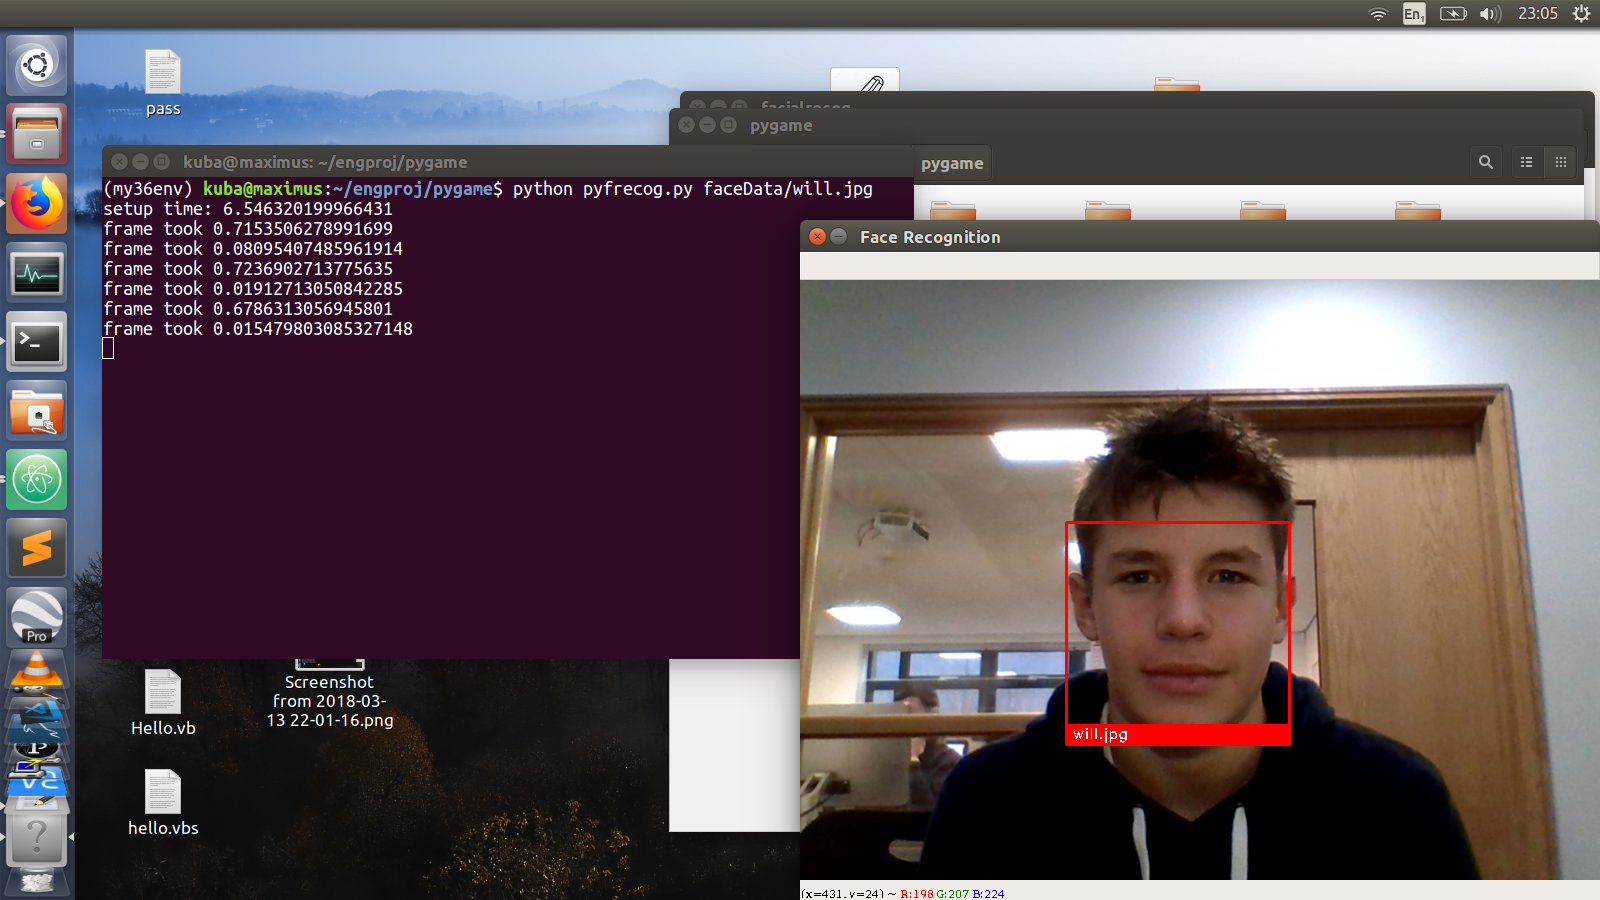 En1
23:05
pass
facialrecog
pygame
pygame
kuba@maximus: ~/engproj/pygame
(my36env) kuba@maximus:~/engproj/pygame$ python pyfrecog.py faceData/will.jpg
setup time: 6.546320199966431
frame took 0.7153506278991699
frame took 0.08095407485961914
frame took 0.7236902713775635
frame took 0.01912713050842285
frame took 0.6786313056945801
frame took 0.015479803085327148
Face Recognition
will.jpg
(x=431, y=24) ~ R:198 G:207 B:224
Pro
Screenshot
from 2018-03-
13 22-01-16.png
Hello.vb
hello.vbs